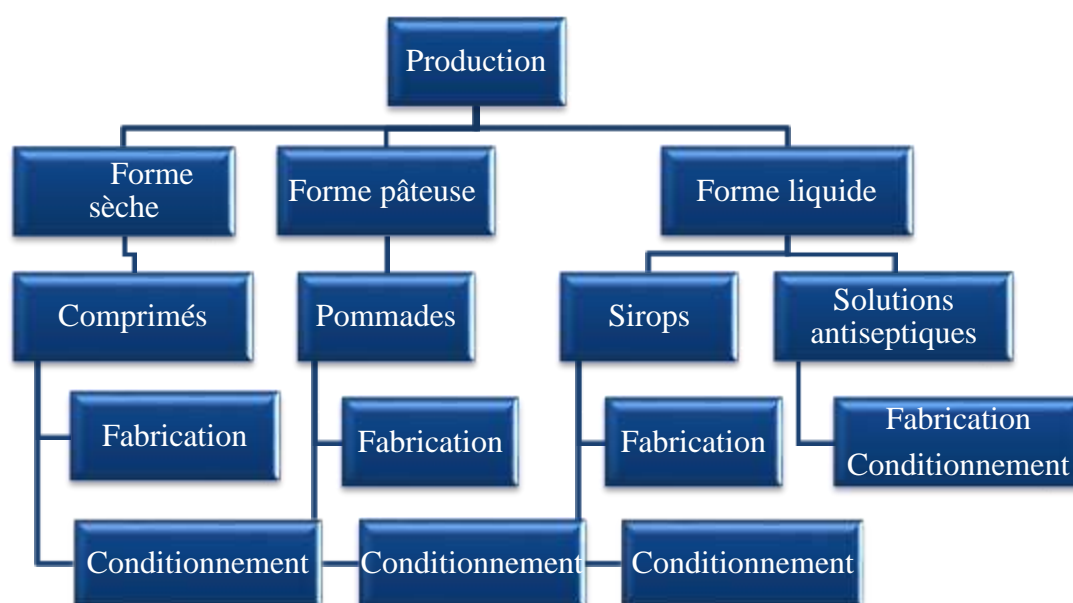 Production
Forme
sèche
Forme pâteuse
Forme liquide
Comprimés
Pommades
Sirops
Solutions
antiseptiques
Fabrication
Fabrication
Fabrication
Fabrication
Conditionnement
Conditionnement
Conditionnement
Conditionnement